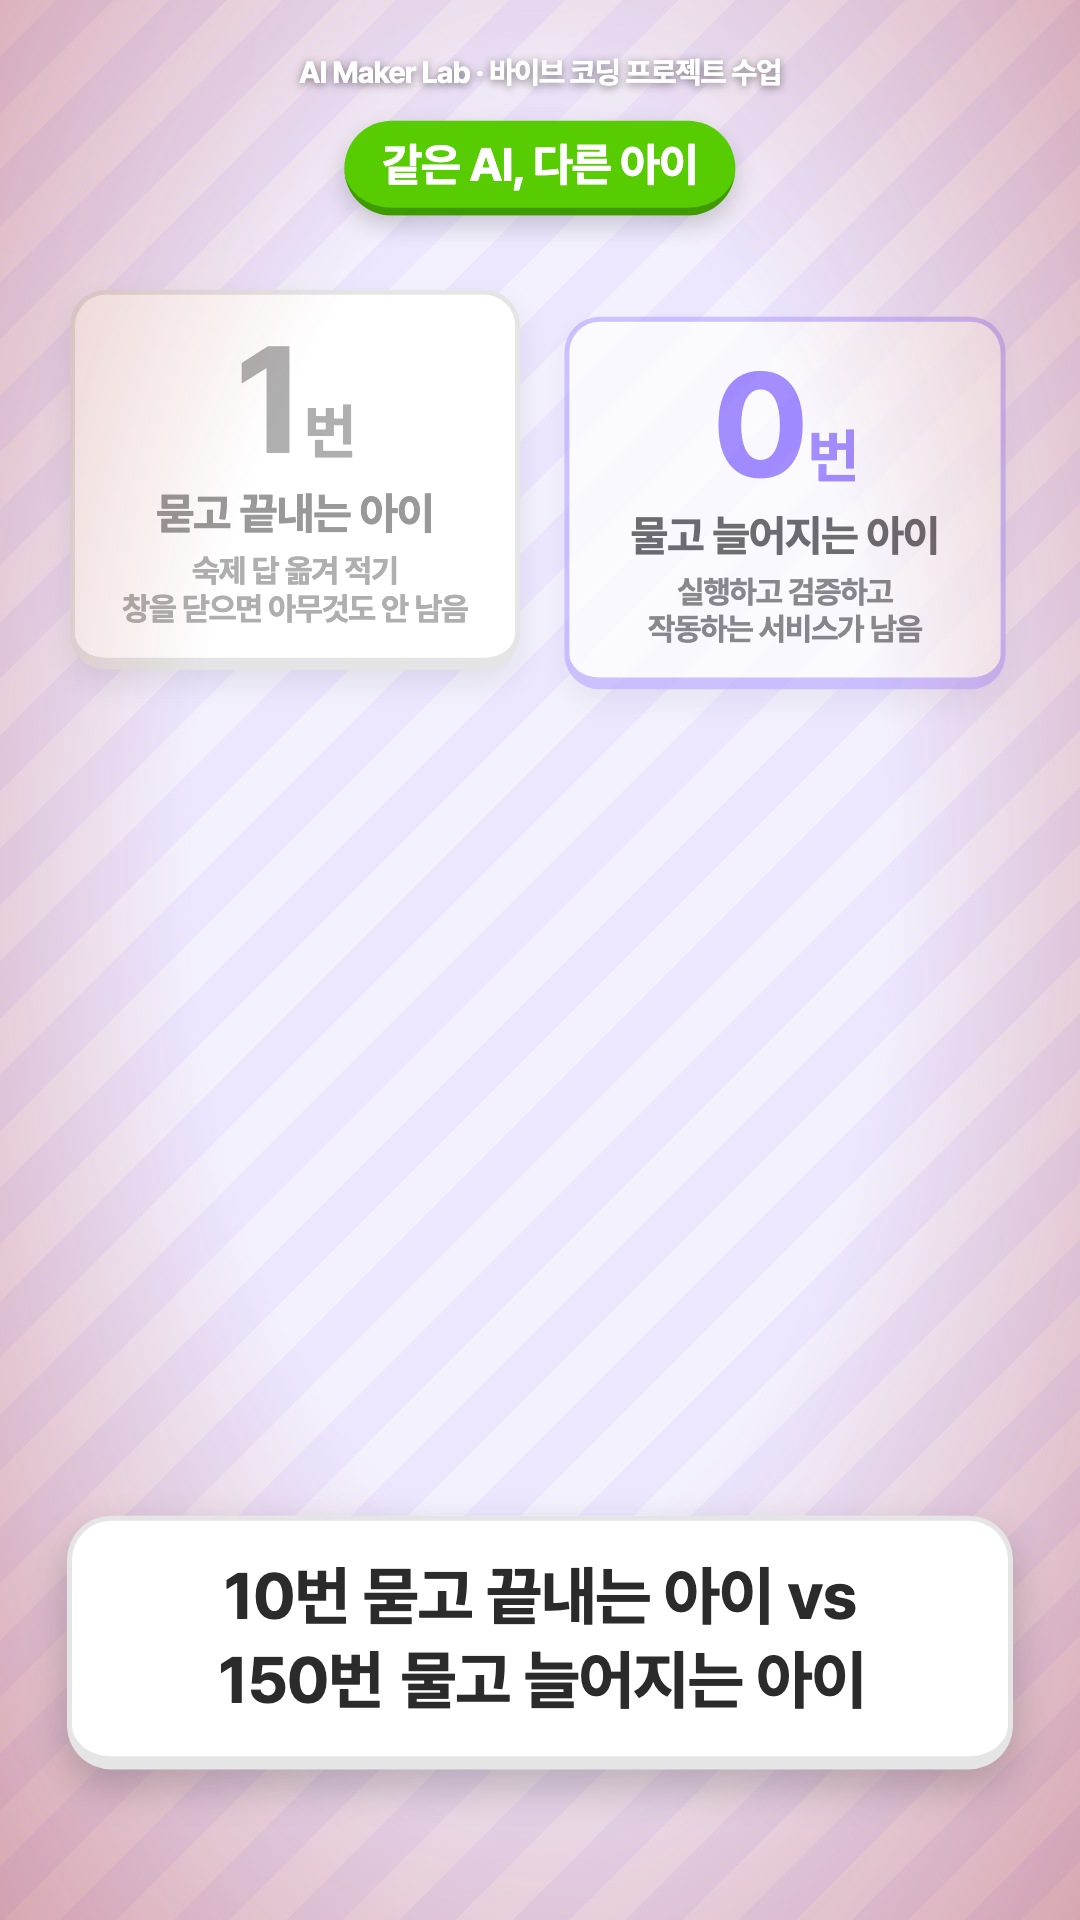 AI Maker Lab · 바이브 코딩 프로젝트 수업
같은 AI, 다른 아이
1번
묻고 끝내는 아이
숙제 답 옮겨 적기
창을 닫으면 아무것도 안 남음
0번
물고 늘어지는 아이
실행하고 검증하고
작동하는 서비스가 남음
10번 묻고 끝내는 아이 vs
150번 물고 늘어지는 아이